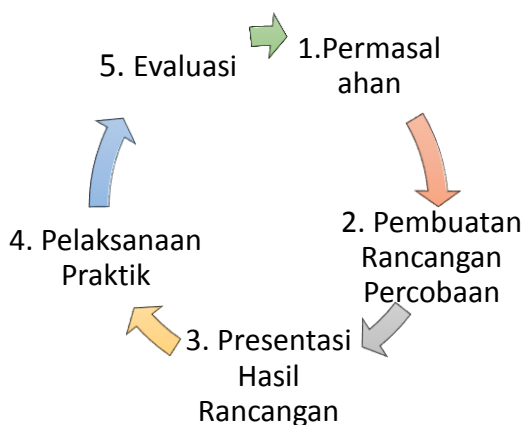 1.Permasal
ahan
2. Pembuatan
Rancangan
Percobaan
3. Presentasi
Hasil
Rancangan
4. Pelaksanaan
Praktik
5. Evaluasi